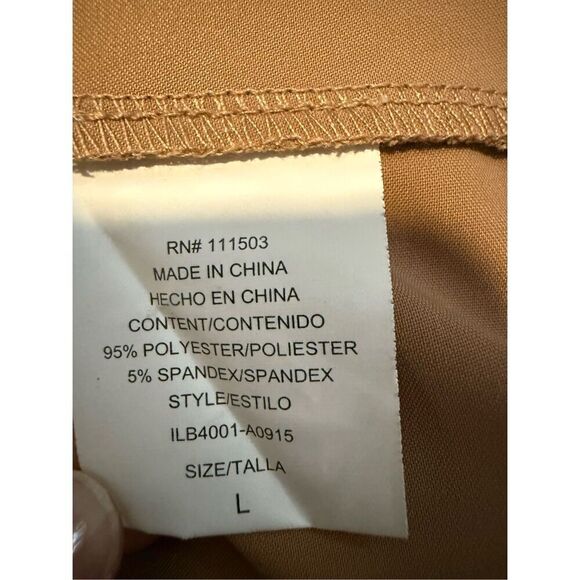 RN# 111503
MADE IN CHINA
HECHO EN CHINA
CONTENT/CONTENIDO
95% POLYESTER/POLIESTER
5% SPANDEX/SPANDEX
STYLE/ESTILO
ILB4001-A0915
SIZE/TALLA
L